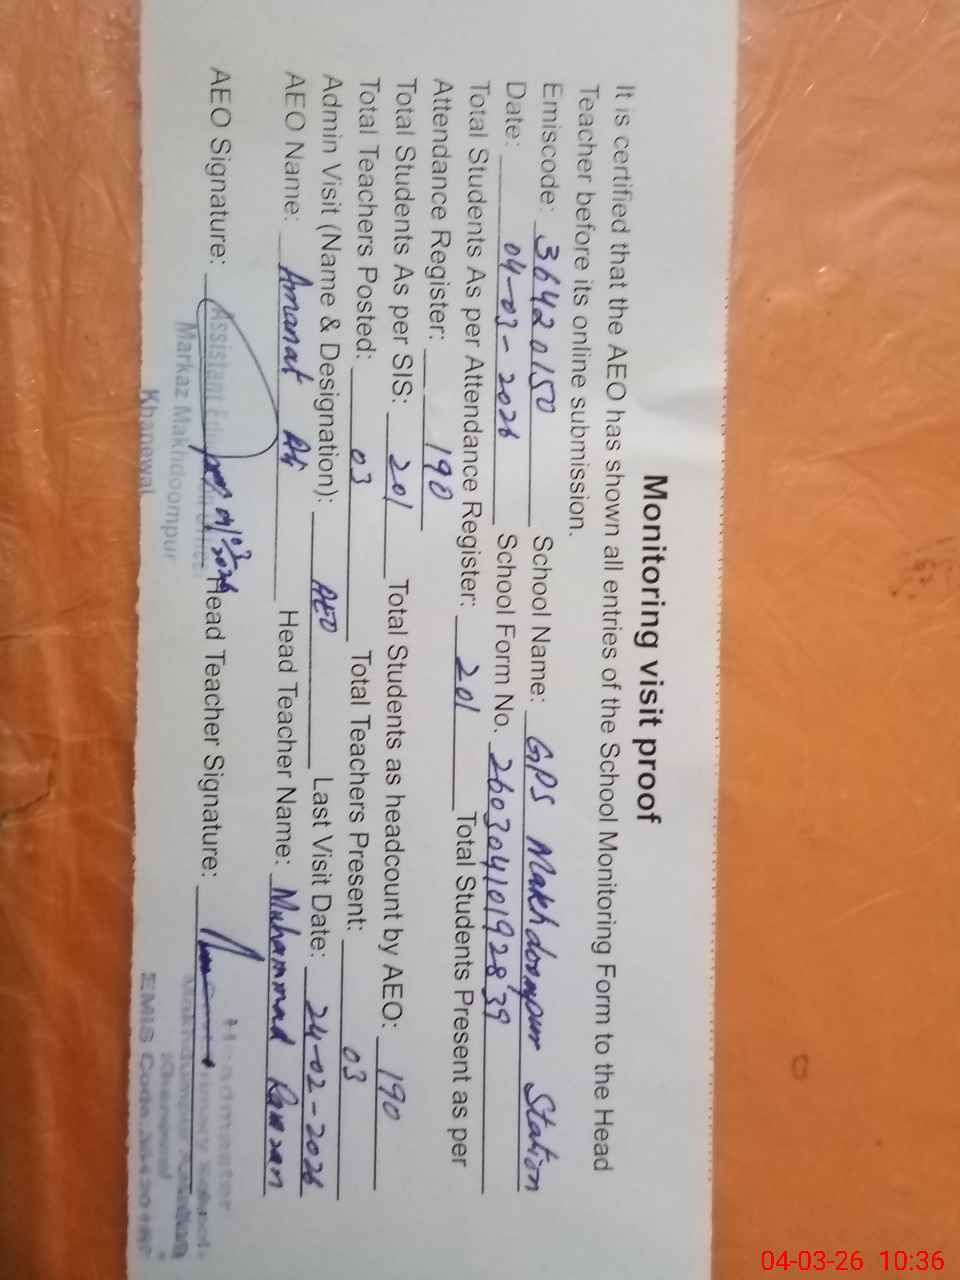 Monitoring visit proof
It is certified that the AEO has shown all entries of the School Monitoring Form to the Head
Teacher before its online submission.
Emiscode: 36420150 School Name: GPS Makhdoompur Station
Date: 04-03-2026 School Form No. 26030410192839
Total Students As per Attendance Register: 201 Total Students Present as per
Attendance Register: 190
Total Students As per SIS: 201 Total Students as headcount by AEO: 190
Total Teachers Posted: 03 Total Teachers Present: 03
Admin Visit (Name & Designation): AEO Last Visit Date: 24-02-2026
AEO Name: Amanat Ali Head Teacher Name: Muhammad Ramzan
AEO Signature: 04/03/2026 Head Teacher Signature:
Assistant
Markaz Makhdoompur
Khanewal
Headmaster
Khanewal
EMIS Code
04-03-26 10:36